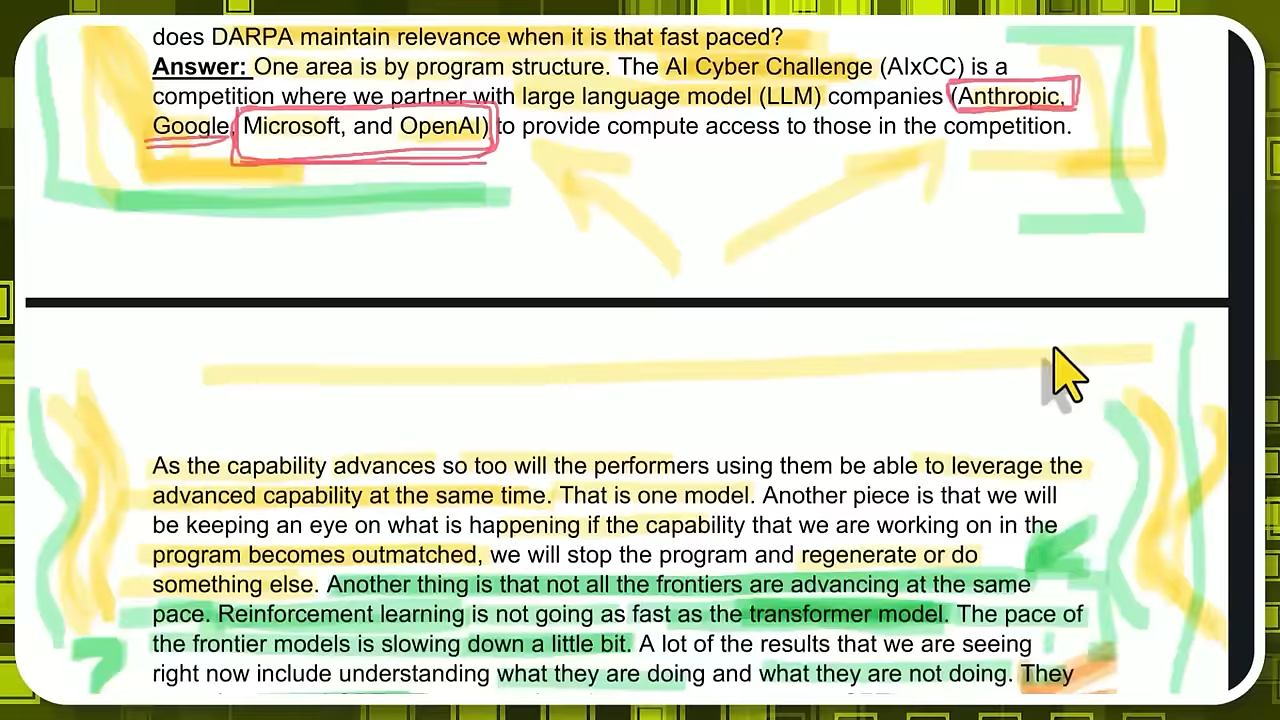 does DARPA maintain relevance when it is that fast paced?
Answer: One area is by program structure. The AI Cyber Challenge (AIxCC) is a
competition where we partner with large language model (LLM) companies (Anthropic,
Google, Microsoft, and OpenAI) to provide compute access to those in the competition.
As the capability advances so too will the performers using them be able to leverage the
advanced capability at the same time. That is one model. Another piece is that we will
be keeping an eye on what is happening if the capability that we are working on in the
program becomes outmatched, we will stop the program and regenerate or do
something else. Another thing is that not all the frontiers are advancing at the same
pace. Reinforcement learning is not going as fast as the transformer model. The pace of
the frontier models is slowing down a little bit. A lot of the results that we are seeing
right now include understanding what they are doing and what they are not doing. They